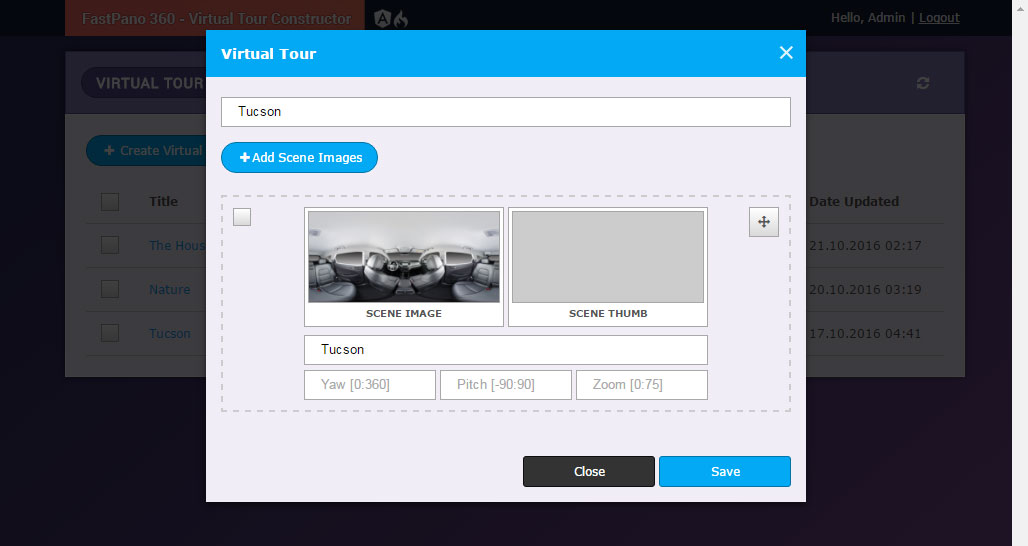 FastPano 360 - Virtual Tour Constructor
Hello, Admin | Logout
Virtual Tour
VIRTUAL TOUR
Tucson
Create Virtual
Add Scene Images
Title
Date Updated
The Hous
21.10.2016 02:17
Nature
20.10.2016 03:19
Tucson
17.10.2016 04:41
SCENE IMAGE
SCENE THUMB
Tucson
Yaw [0:360]
Pitch [-90:90]
Zoom [0:75]
Close
Save